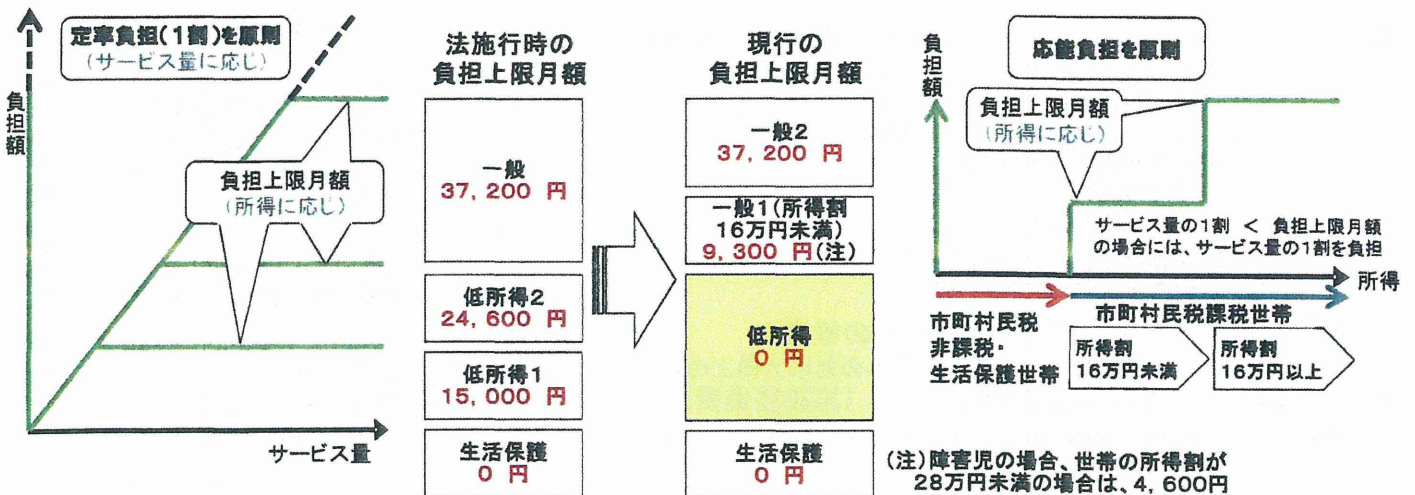 定率負担(1割)を原則
(サービス量に応じ)
負担額
負担上限月額
(所得に応じ)
サービス量
法施行時の
負担上限月額
一般
37,200 円
低所得2
24,600 円
低所得1
15,000 円
生活保護
0 円
現行の
負担上限月額
一般2
37,200 円
一般1(所得割
16万円未満)
9,300 円(注)
低所得
0 円
生活保護
0 円
応能負担を原則
負担額
負担上限月額
(所得に応じ)
サービス量の1割 < 負担上限月額
の場合には、サービス量の1割を負担
所得
市町村民税
非課税・
生活保護世帯
市町村民税課税世帯
所得割
16万円未満
所得割
16万円以上
(注)障害児の場合、世帯の所得割が
28万円未満の場合は、4,600円